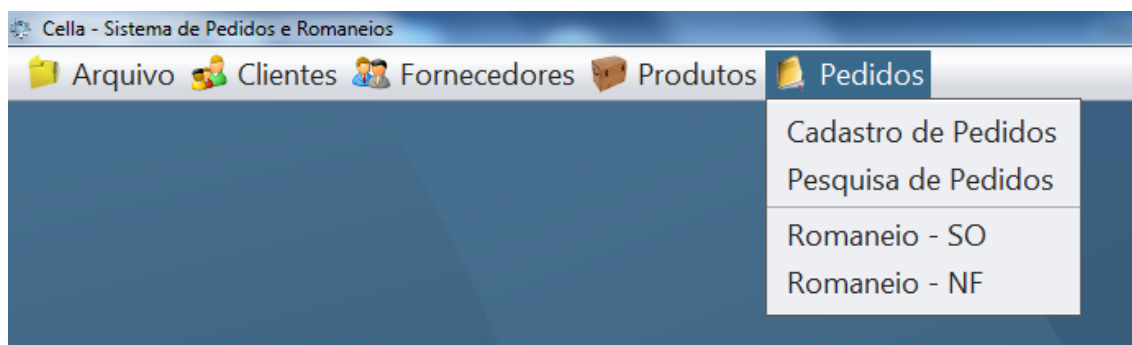 Cella - Sistema de Pedidos e Romaneios
Arquivo Clientes Fornecedores Produtos Pedidos
Cadastro de Pedidos
Pesquisa de Pedidos
Romaneio - SO
Romaneio - NF